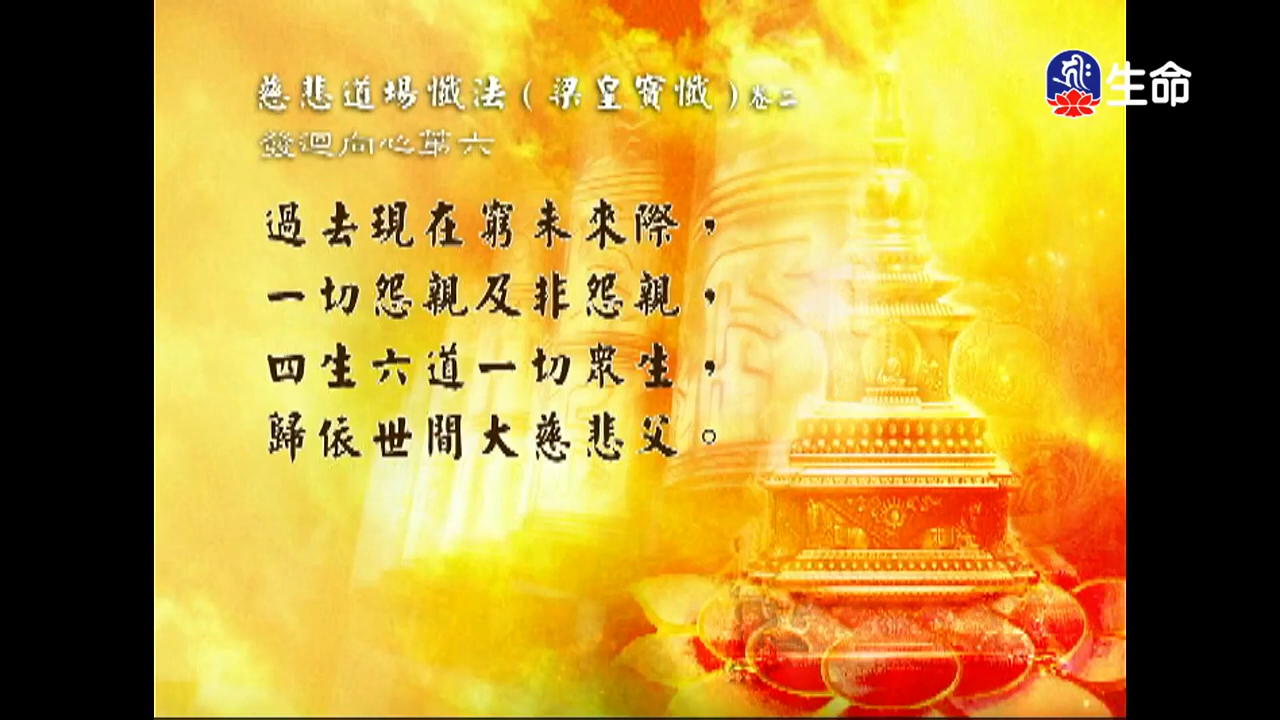 慈悲道場懺法(梁皇寶懺)卷二
發迴向心第六
過去現在窮未來際，
一切怨親及非怨親，
四生六道一切眾生，
歸依世間大慈悲父。
生命